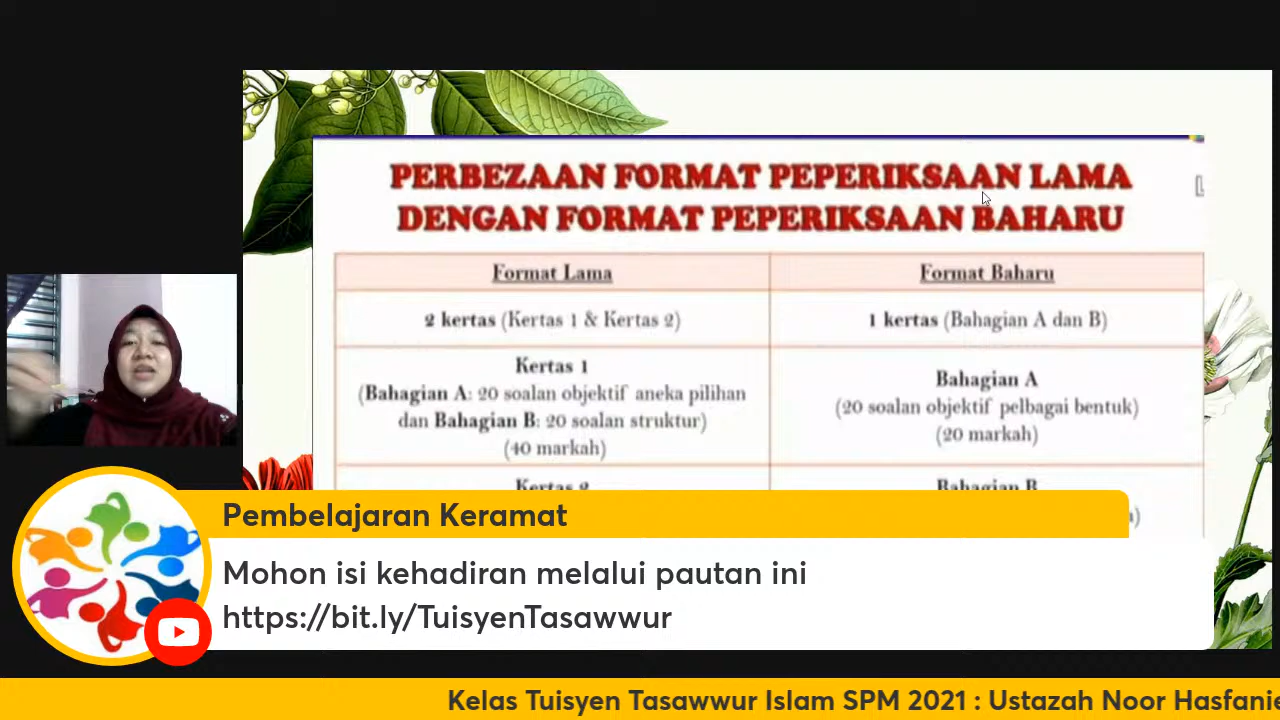 PERBEZAAN FORMAT PEPERIKSAAN LAMA
DENGAN FORMAT PEPERIKSAAN BAHARU
Format Lama
Format Baharu
2 kertas (Kertas 1 & Kertas 2)
1 kertas (Bahagian A dan B)
Kertas 1
(Bahagian A: 20 soalan objektif aneka pilihan
dan Bahagian B: 20 soalan struktur)
(40 markah)
Bahagian A
(20 soalan objektif pelbagai bentuk)
(20 markah)
Kertas 2
Bahagian B
Pembelajaran Keramat
Mohon isi kehadiran melalui pautan ini
https://bit.ly/TuisyenTasawwur
Kelas Tuisyen Tasawwur Islam SPM 2021 : Ustazah Noor Hasfanie